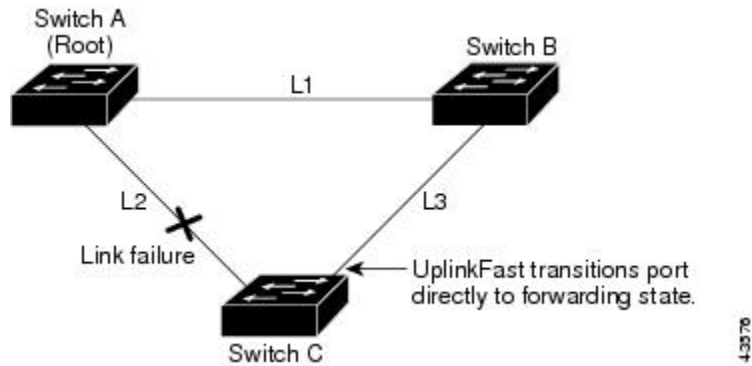 Switch A
(Root)
Switch B
L1
L2
L3
Link failure
UplinkFast transitions port
directly to forwarding state.
Switch C
43576